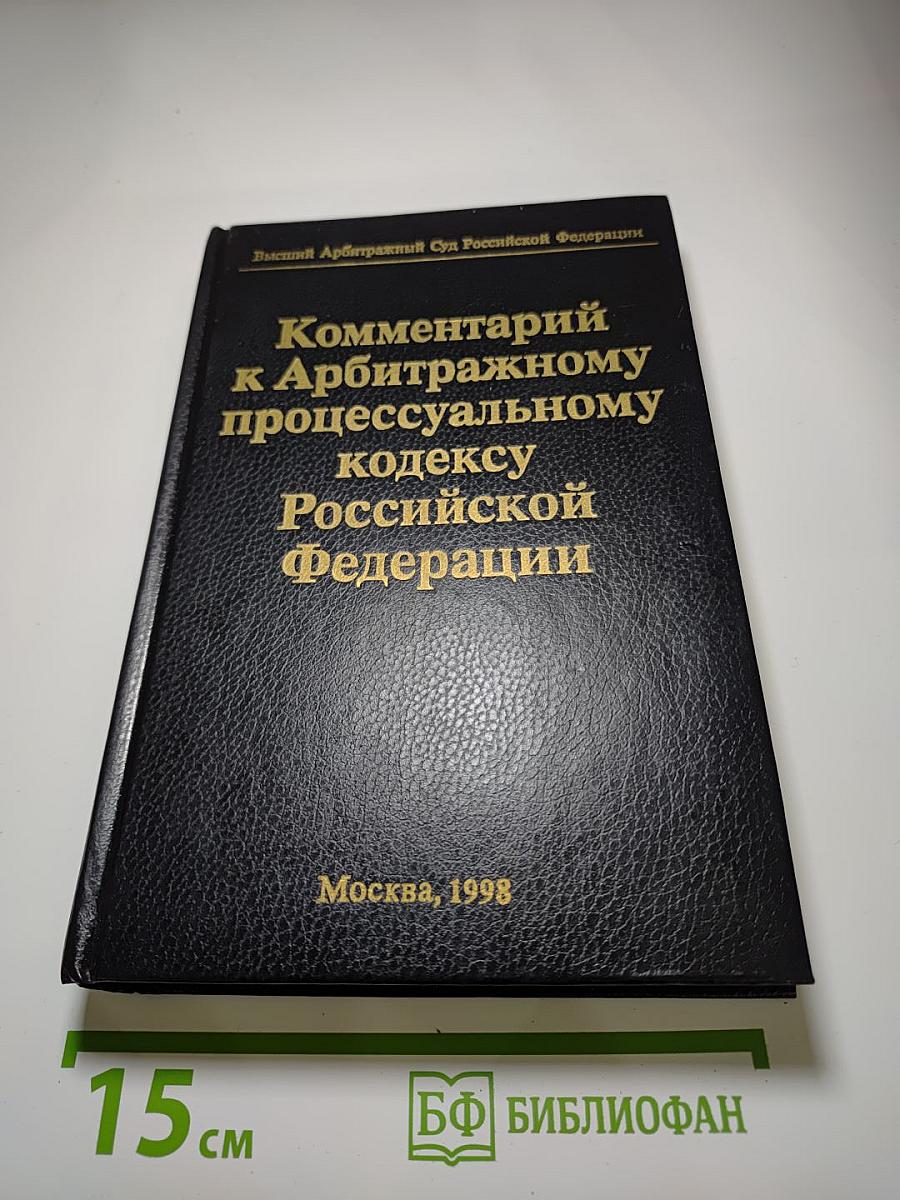 Высший Арбитражный Суд Российской Федерации
Комментарий
к Арбитражному
процессуальному
кодексу
Российской
Федерации
Москва, 1998
15 см
БФ БИБЛИОФАН